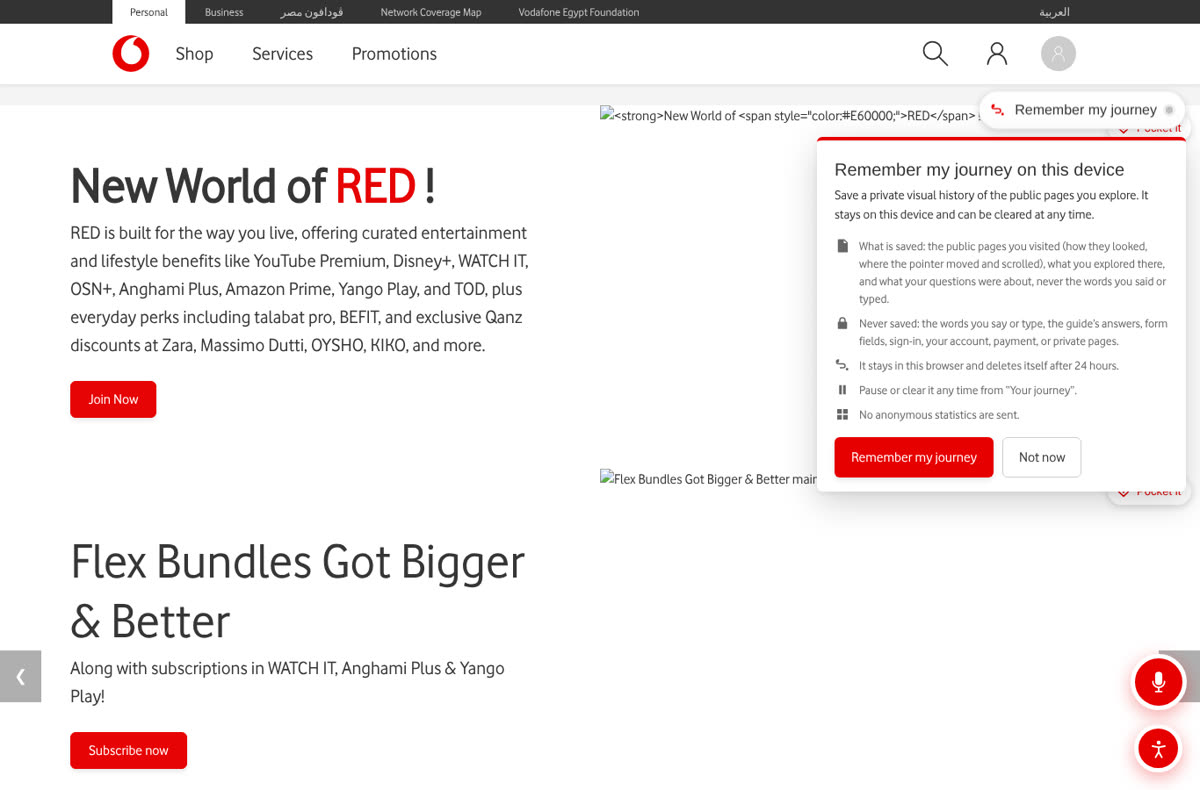 Personal
Business
ڤودافون مصر
Network Coverage Map
Vodafone Egypt Foundation
العربية
Shop
Services
Promotions
Remember my journey
<strong>New World of <span style="color:#E60000;">RED</span>
Pocket it
Remember my journey on this device
Save a private visual history of the public pages you explore. It
stays on this device and can be cleared at any time.
What is saved: the public pages you visited (how they looked,
where the pointer moved and scrolled), what you explored there,
and what your questions were about, never the words you said or
typed.
Never saved: the words you say or type, the guide's answers, form
fields, sign-in, your account, payment, or private pages.
It stays in this browser and deletes itself after 24 hours.
Pause or clear it any time from "Your journey".
No anonymous statistics are sent.
Remember my journey
Not now
New World of RED !
RED is built for the way you live, offering curated entertainment
and lifestyle benefits like YouTube Premium, Disney+, WATCH IT,
OSN+, Anghami Plus, Amazon Prime, Yango Play, and TOD, plus
everyday perks including talabat pro, BEFIT, and exclusive Qanz
discounts at Zara, Massimo Dutti, OYSHO, KIKO, and more.
Join Now
Flex Bundles Got Bigger & Better
Pocket it
Flex Bundles Got Bigger
& Better
Along with subscriptions in WATCH IT, Anghami Plus & Yango
Play!
Subscribe now